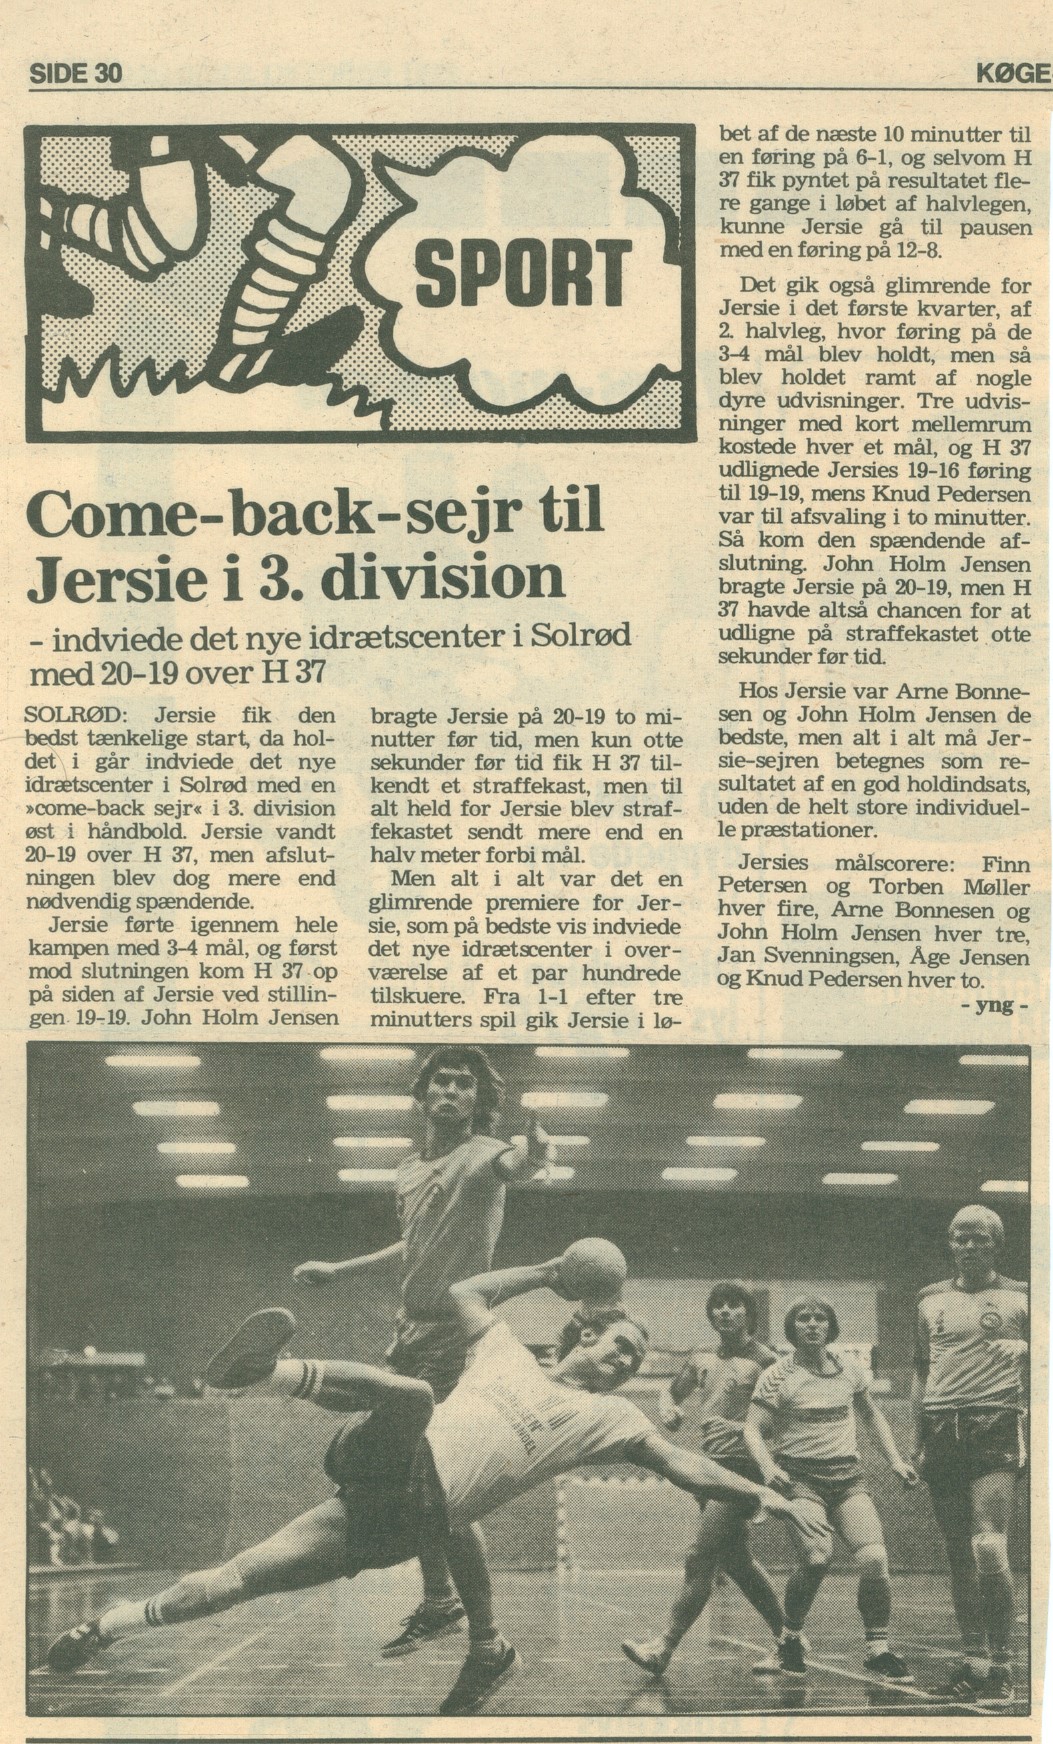 SIDE 30
KØGE
SPORT
Come-back-sejr til
Jersie i 3. division
- indviede det nye idrætscenter i Solrød
med 20-19 over H 37
SOLRØD: Jersie fik den
bedst tænkelige start, da hol-
det i går indviede det nye
idrætscenter i Solrød med en
»come-back sejr« i 3. division
øst i håndbold. Jersie vandt
20-19 over H 37, men afslut-
ningen blev dog mere end
nødvendig spændende.
Jersie førte igennem hele
kampen med 3-4 mål, og først
mod slutningen kom H 37 op
på siden af Jersie ved stillin-
gen 19-19. John Holm Jensen
bragte Jersie på 20-19 to mi-
nutter før tid, men kun otte
sekunder før tid fik H 37 til-
kendt et straffekast, men til
alt held for Jersie blev straf-
fekastet sendt mere end en
halv meter forbi mål.
Men alt i alt var det en
glimrende premiere for Jer-
sie, som på bedste vis indviede
det nye idrætscenter i over-
værelse af et par hundrede
tilskuere. Fra 1-1 efter tre
minutters spil gik Jersie i lø-
bet af de næste 10 minutter til
en føring på 6-1, og selvom H
37 fik pyntet på resultatet fle-
re gange i løbet af halvlegen,
kunne Jersie gå til pausen
med en føring på 12-8.
Det gik også glimrende for
Jersie i det første kvarter, af
2. halvleg, hvor føring på de
3-4 mål blev holdt, men så
blev holdet ramt af nogle
dyre udvisninger. Tre udvis-
ninger med kort mellemrum
kostede hver et mål, og H 37
udlignede Jersies 19-16 føring
til 19-19, mens Knud Pedersen
var til afsvaling i to minutter.
Så kom den spændende af-
slutning. John Holm Jensen
bragte Jersie på 20-19, men H
37 havde altså chancen for at
udligne på straffekastet otte
sekunder før tid.
Hos Jersie var Arne Bonne-
sen og John Holm Jensen de
bedste, men alt i alt må Jer-
sie-sejren betegnes som re-
sultatet af en god holdindsats,
uden de helt store individuel-
le præstationer.
Jersies målscorere: Finn
Petersen og Torben Møller
hver fire, Arne Bonnesen og
John Holm Jensen hver tre,
Jan Svenningsen, Åge Jensen
og Knud Pedersen hver to.
- yng -